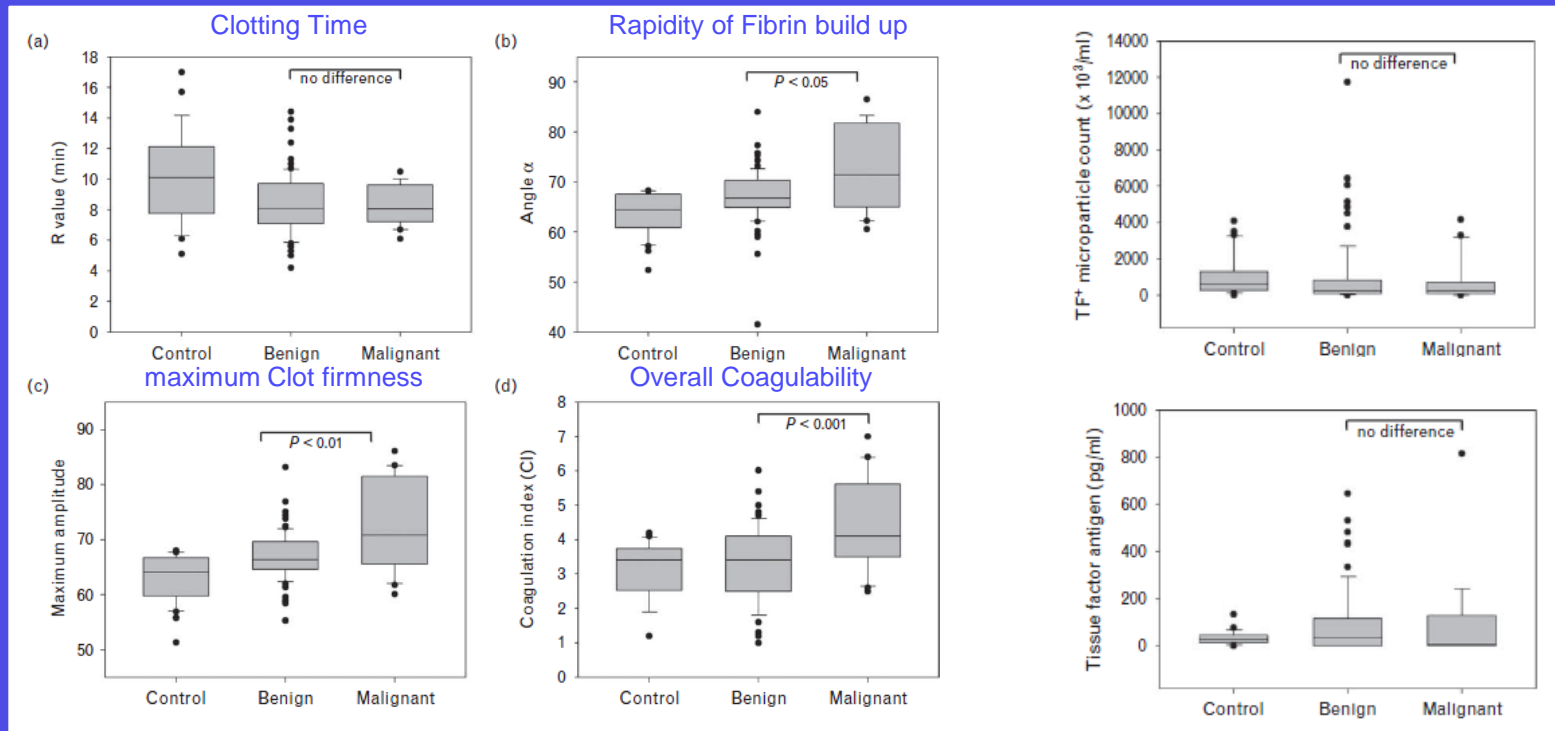 Clotting Time
(a)
R value (min)
18
16
14
12
10
8
6
4
2
0
no difference
Control Benign Malignant
Rapidity of Fibrin build up
(b)
Angle α
90
80
70
60
50
40
P < 0.05
Control Benign Malignant
TF⁺ microparticle count (x 10³/ml)
14000
12000
10000
8000
6000
4000
2000
0
no difference
Control Benign Malignant
maximum Clot firmness
(c)
Maximum amplitude
90
80
70
60
50
P < 0.01
Control Benign Malignant
Overall Coagulability
(d)
Coagulation index (CI)
8
7
6
5
4
3
2
1
0
P < 0.001
Control Benign Malignant
Tissue factor antigen (pg/ml)
1000
800
600
400
200
0
no difference
Control Benign Malignant